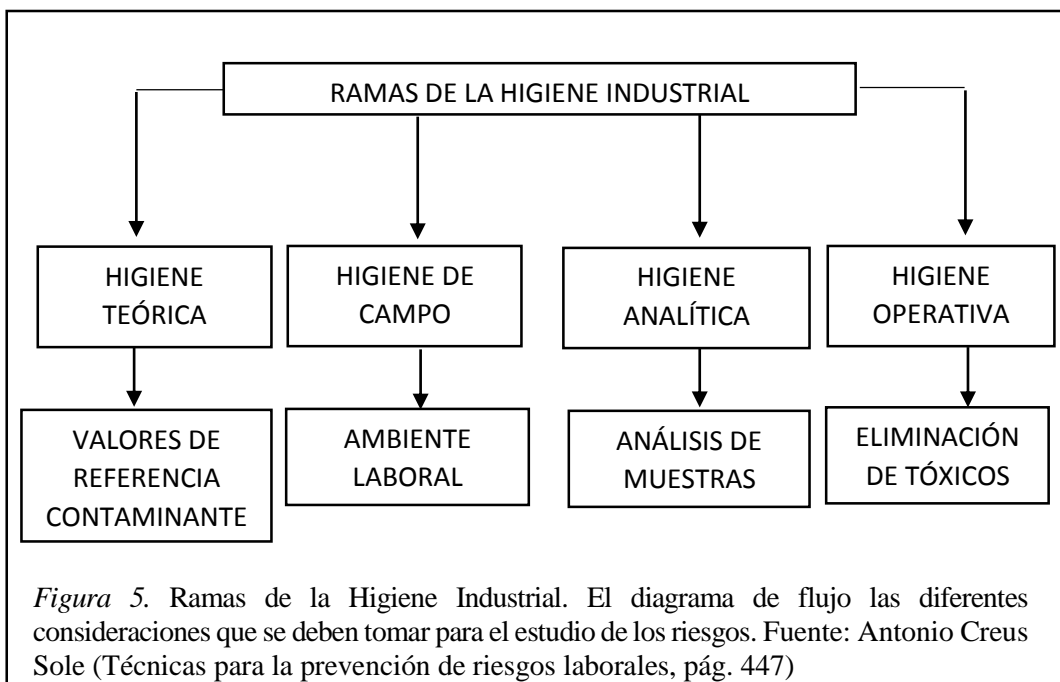 RAMAS DE LA HIGIENE INDUSTRIAL
HIGIENE
TEÓRICA
HIGIENE DE
CAMPO
HIGIENE
ANALÍTICA
HIGIENE
OPERATIVA
VALORES DE
REFERENCIA
CONTAMINANTE
AMBIENTE
LABORAL
ANÁLISIS DE
MUESTRAS
ELIMINACIÓN
DE TÓXICOS
Figura 5. Ramas de la Higiene Industrial. El diagrama de flujo las diferentes
consideraciones que se deben tomar para el estudio de los riesgos. Fuente: Antonio Creus
Sole (Técnicas para la prevención de riesgos laborales, pág. 447)